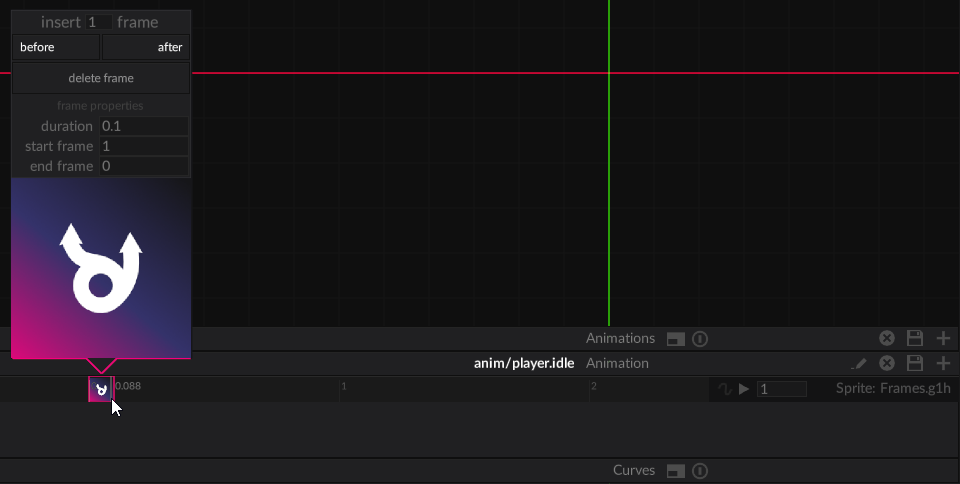 insert 1 frame
before after
delete frame
frame properties
duration 0.1
start frame 1
end frame 0
Animations
anim/player.idle Animation
0.088 1 2 1 Sprite: Frames.g1h
Curves